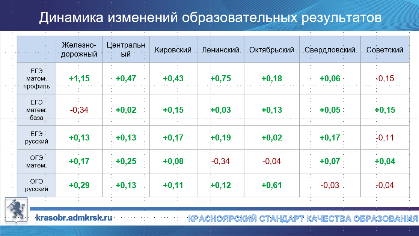 Динамика изменений образовательных результатов
Железно-дорожный Центральный Кировский Ленинский Октябрьский Свердловский Советский
ЕГЭ матем. профиль +1,15 +0,47 +0,43 +0,75 +0,18 +0,06 -0,15
ЕГЭ матем. база -0,34 +0,02 +0,15 +0,03 +0,13 +0,05 +0,15
ЕГЭ русский +0,13 +0,13 +0,17 +0,19 +0,02 +0,17 -0,11
ОГЭ матем. +0,17 +0,25 +0,08 -0,34 -0,04 +0,07 +0,04
ОГЭ русский +0,29 +0,13 +0,11 +0,12 +0,61 -0,03 -0,04
krasobr.admkrsk.ru КРАСНОЯРСКИЙ СТАНДАРТ КАЧЕСТВА ОБРАЗОВАНИЯ